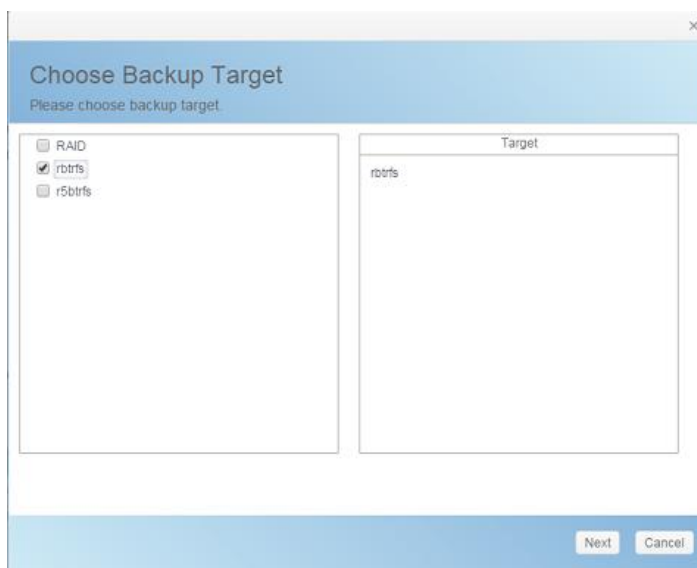 ×
Choose Backup Target
Please choose backup target.
RAID
rbtrfs
r5btrfs
Target
rbtrfs
Next
Cancel